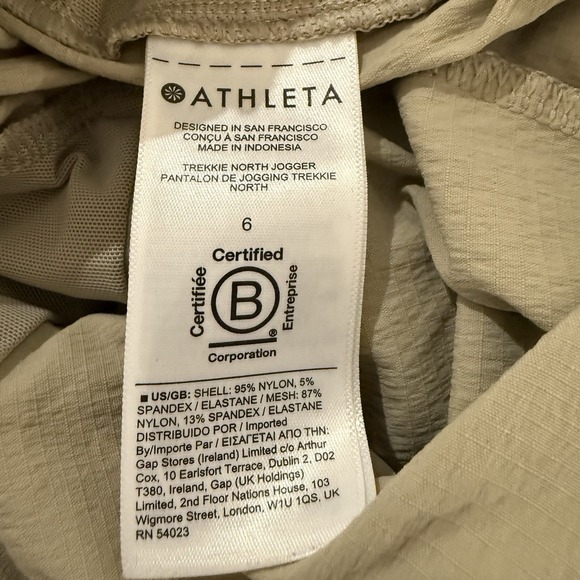 ATHLETA
DESIGNED IN SAN FRANCISCO
CONÇU À SAN FRANCISCO
MADE IN INDONESIA
TREKKIE NORTH JOGGER
PANTALON DE JOGGING TREKKIE
NORTH
6
Certified
Certifiée
B
Entreprise
®
Corporation
■ US/GB: SHELL: 95% NYLON, 5%
SPANDEX / ELASTANE / MESH: 87%
NYLON, 13% SPANDEX / ELASTANE
DISTRIBUIDO POR / Imported
By/Importe Par / ΕΙΣΑΓΕΤΑΙ ΑΠΟ ΤΗΝ:
Gap Stores (Ireland) Limited c/o Arthur
Cox, 10 Earlsfort Terrace, Dublin 2, D02
T380, Ireland, Gap (UK Holdings)
Limited, 2nd Floor Nations House, 103
Wigmore Street, London, W1U 1QS, UK
RN 54023